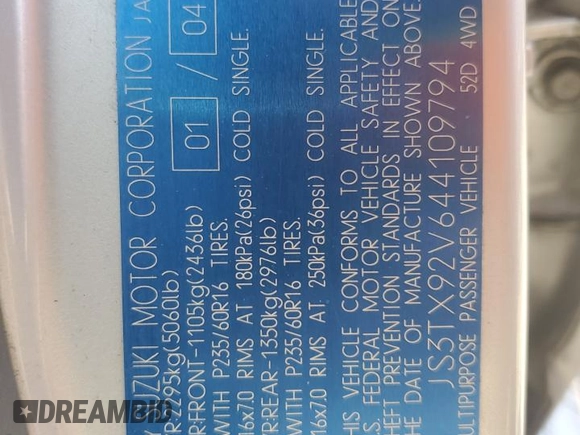 SUZUKI MOTOR CORPORATION JA
01 / 04
(5060lb)
FRONT-1105kg(2436lb)
WITH P235/60R16 TIRES.
16x7.0 RIMS AT 180kPa(26psi) COLD SINGLE.
REAR-1350kg(2976lb)
WITH P235/60R16 TIRES.
16x7.0 RIMS AT 250kPa(36psi) COLD SINGLE.
THIS VEHICLE CONFORMS TO ALL APPLICABLE
S. FEDERAL MOTOR VEHICLE SAFETY AND
HEFT PREVENTION STANDARDS IN EFFECT ON
THE DATE OF MANUFACTURE SHOWN ABOVE.
JS3TX92V644109794
ULTIPURPOSE PASSENGER VEHICLE 52D 4WD
DREAMBID